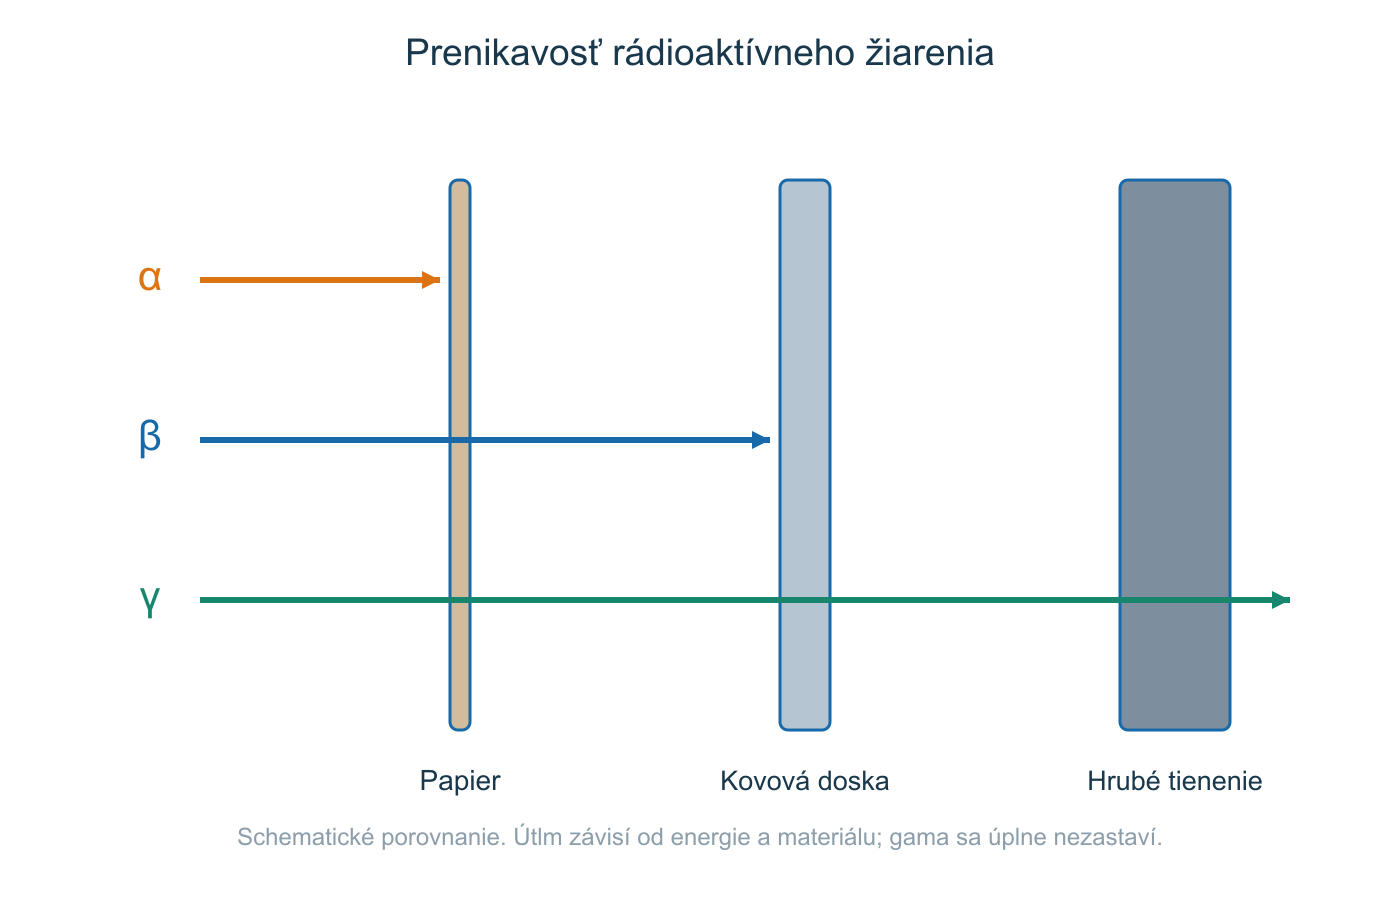 Prenikavosť rádioaktívneho žiarenia
α
β
γ
Papier
Kovová doska
Hrubé tienenie
Schematické porovnanie. Útlm závisí od energie a materiálu; gama sa úplne nezastaví.